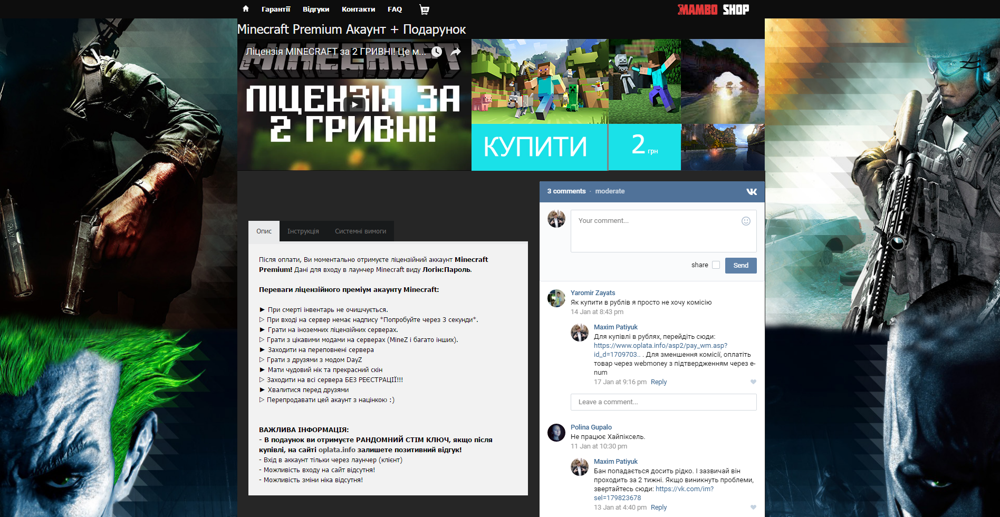 Гарантії Відгуки Контакти FAQ
MAMBO SHOP
Minecraft Premium Акаунт + Подарунок
Ліцензія MINECRAFT за 2 ГРИВНІ! Це м...
MINECRAFT
ЛІЦЕНЗІЯ ЗА
2 ГРИВНІ!
КУПИТИ
2 грн
3 comments · moderate
Your comment...
share
Send
Опис Інструкція Системні вимоги
Після оплати, Ви моментально отримуєте ліцензійний аккаунт Minecraft
Premium! Дані для входу в лаунчер Minecraft виду Логін:Пароль.
Переваги ліцензійного преміум акаунту Minecraft:
► При смерті інвентарь не очишчується.
▷ При вході на сервер немає надпису *Попробуйте через 3 секунди*.
► Грати на іноземних ліцензійних серверах.
▷ Грати з цікавими модами на серверах (MineZ і багато інших).
► Заходити на переповнені сервера
▷ Грати з друзями з модом DayZ
► Мати чудовий нік та прекрасний скін
▷ Заходити на всі сервера БЕЗ РЕЄСТРАЦІЇ!!!
► Хвалитися перед друзями
▷ Перепродавати цей акаунт з націнкою :)
ВАЖЛИВА ІНФОРМАЦІЯ:
- В подаунок ви отримуєте РАНДОМНИЙ СТІМ КЛЮЧ, якщо після
купівлі, на сайті oplata.info залишете позитивний відгук!
- Вхід в аккаунт тільки через лаунчер (клієнт)
- Можливість входу на сайт відсутня!
- Можливість зміни ніка відсутня!
Yaromir Zayats
Як купити в рублів я просто не хочу комісію
14 Jan at 8:43 pm
Maxim Patiyuk
Для купівлі в рублях, перейдіть сюди:
https://www.oplata.info/asp2/pay_wm.asp?
id_d=1709703.. . Для зменшення комісії, оплатіть
товар через webmoney з підтвердженням через e-
num
17 Jan at 9:16 pm Reply
Leave a comment...
Polina Gupalo
Не працює Хайпіксель.
11 Jan at 10:30 pm
Maxim Patiyuk
Бан попадається досить рідко. І зазвичай він
проходить за 2 тижні. Якщо виникнуть проблеми,
звертайтесь сюди: https://vk.com/im?
sel=179823678
13 Jan at 4:40 pm Reply
SALLY